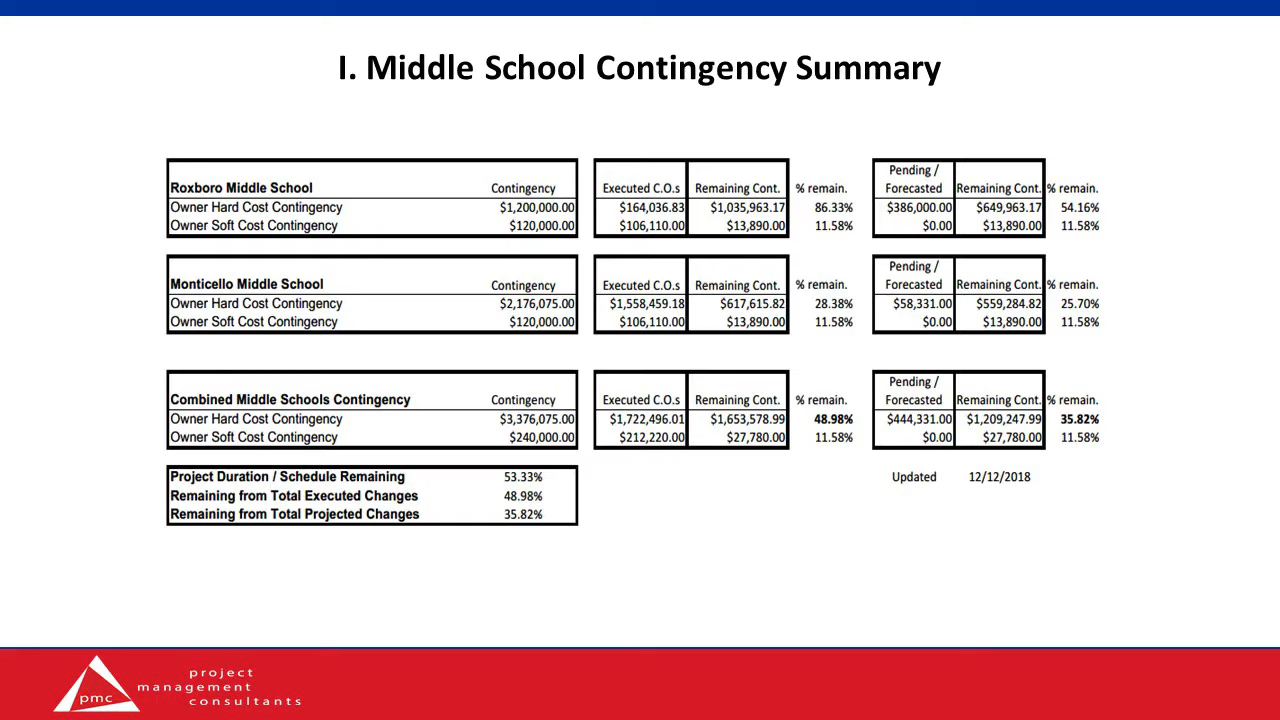 I. Middle School Contingency Summary
Pending /
Roxboro Middle School Contingency Executed C.O.s Remaining Cont. % remain. Forecasted Remaining Cont. % remain.
Owner Hard Cost Contingency $1,200,000.00 $164,036.83 $1,035,963.17 86.33% $386,000.00 $649,963.17 54.16%
Owner Soft Cost Contingency $120,000.00 $106,110.00 $13,890.00 11.58% $0.00 $13,890.00 11.58%
Pending /
Monticello Middle School Contingency Executed C.O.s Remaining Cont. % remain. Forecasted Remaining Cont. % remain.
Owner Hard Cost Contingency $2,176,075.00 $1,558,459.18 $617,615.82 28.38% $58,331.00 $559,284.82 25.70%
Owner Soft Cost Contingency $120,000.00 $106,110.00 $13,890.00 11.58% $0.00 $13,890.00 11.58%
Pending /
Combined Middle Schools Contingency Contingency Executed C.O.s Remaining Cont. % remain. Forecasted Remaining Cont. % remain.
Owner Hard Cost Contingency $3,376,075.00 $1,722,496.01 $1,653,578.99 48.98% $444,331.00 $1,209,247.99 35.82%
Owner Soft Cost Contingency $240,000.00 $212,220.00 $27,780.00 11.58% $0.00 $27,780.00 11.58%
Project Duration / Schedule Remaining 53.33% Updated 12/12/2018
Remaining from Total Executed Changes 48.98%
Remaining from Total Projected Changes 35.82%
project
management
pmc consultants